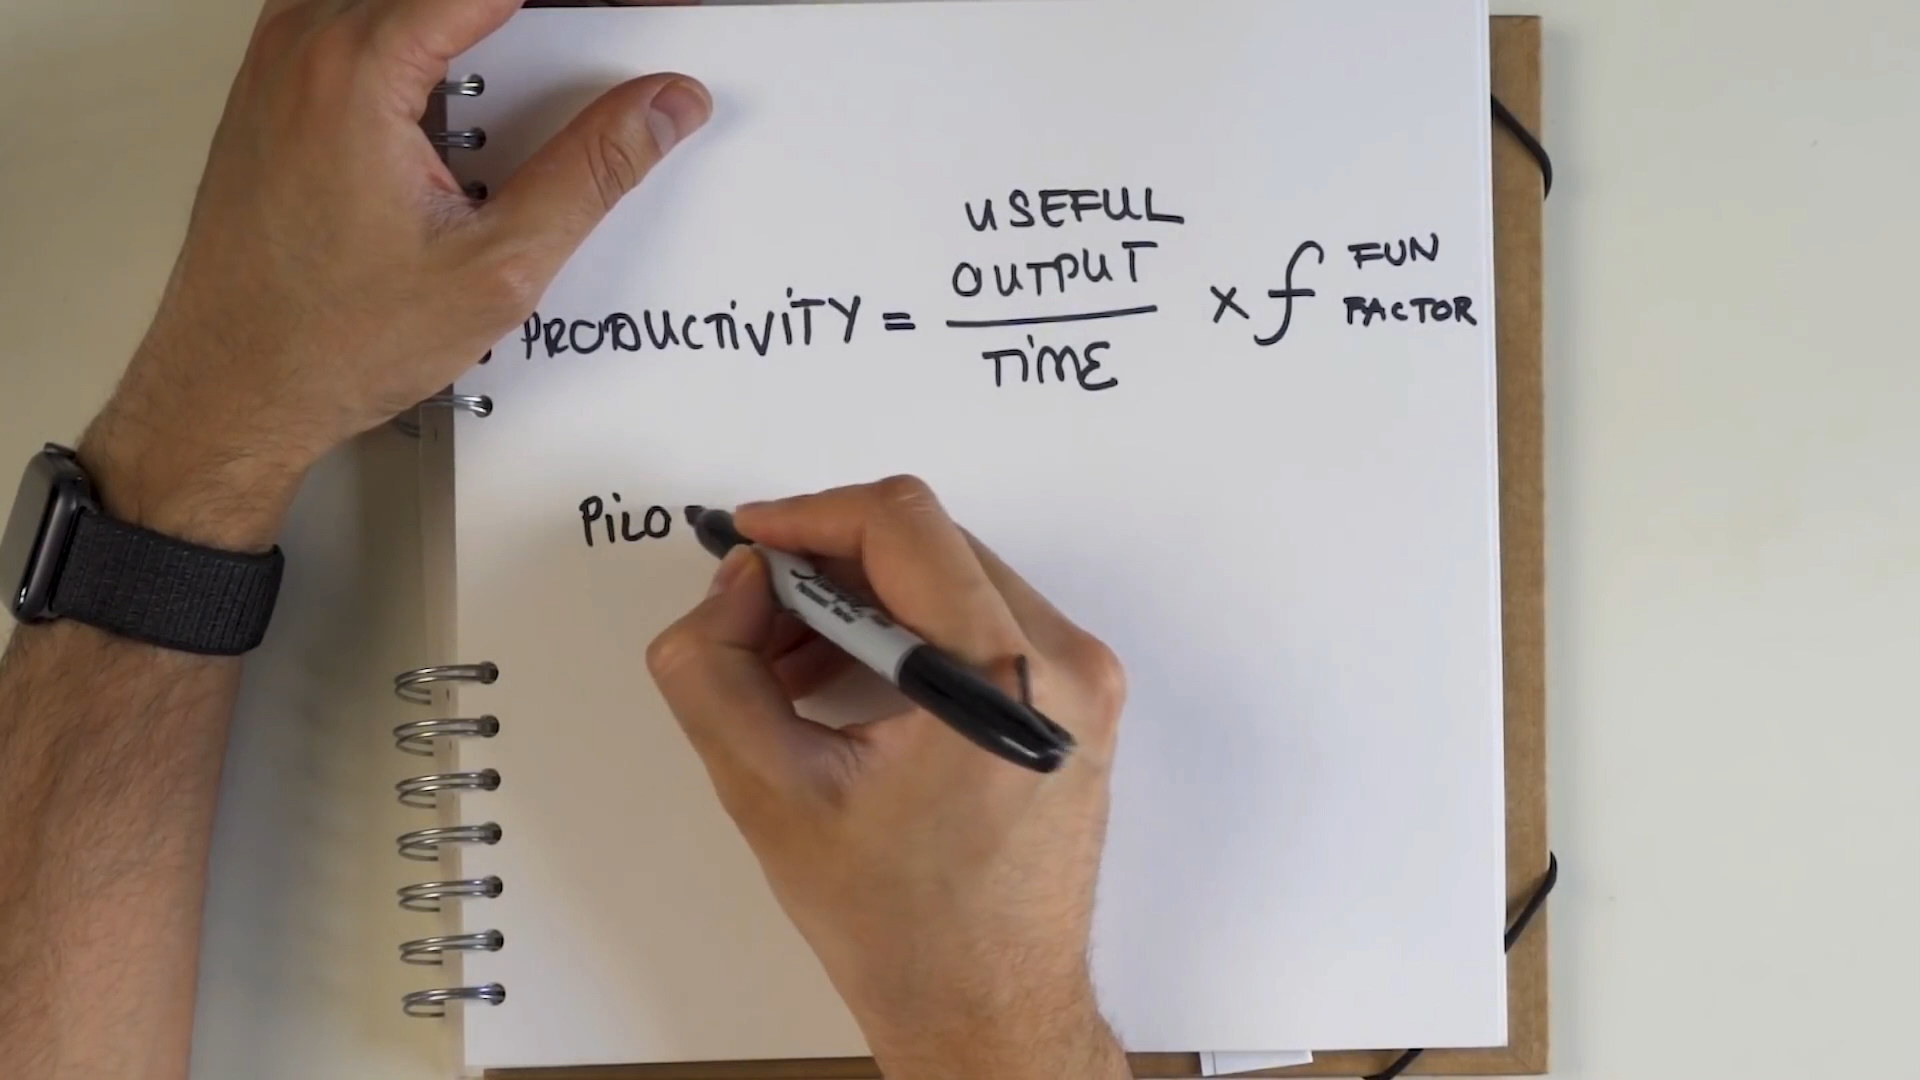 USEFUL
OUTPUT
PRODUCTiViTY = ―――― × f FUN FACTOR
TiME
PiLO